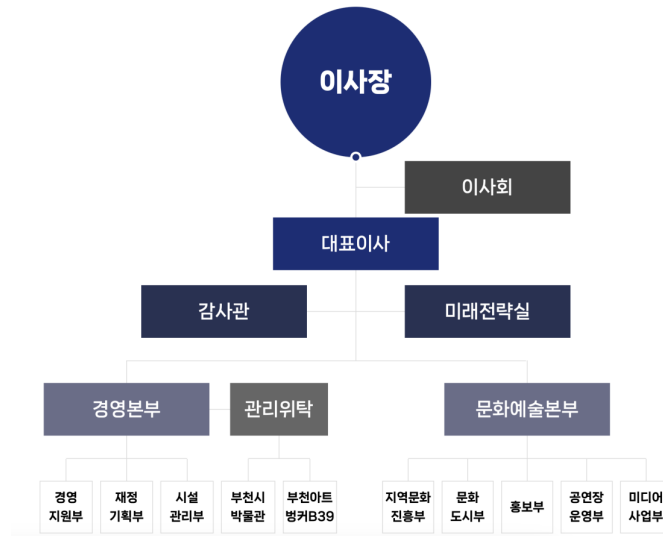 이사장
이사회
대표이사
감사관
미래전략실
경영본부
관리위탁
문화예술본부
경영
지원부
재정
기획부
시설
관리부
부천시
박물관
부천아트
벙커B39
지역문화
진흥부
문화
도시부
홍보부
공연장
운영부
미디어
사업부